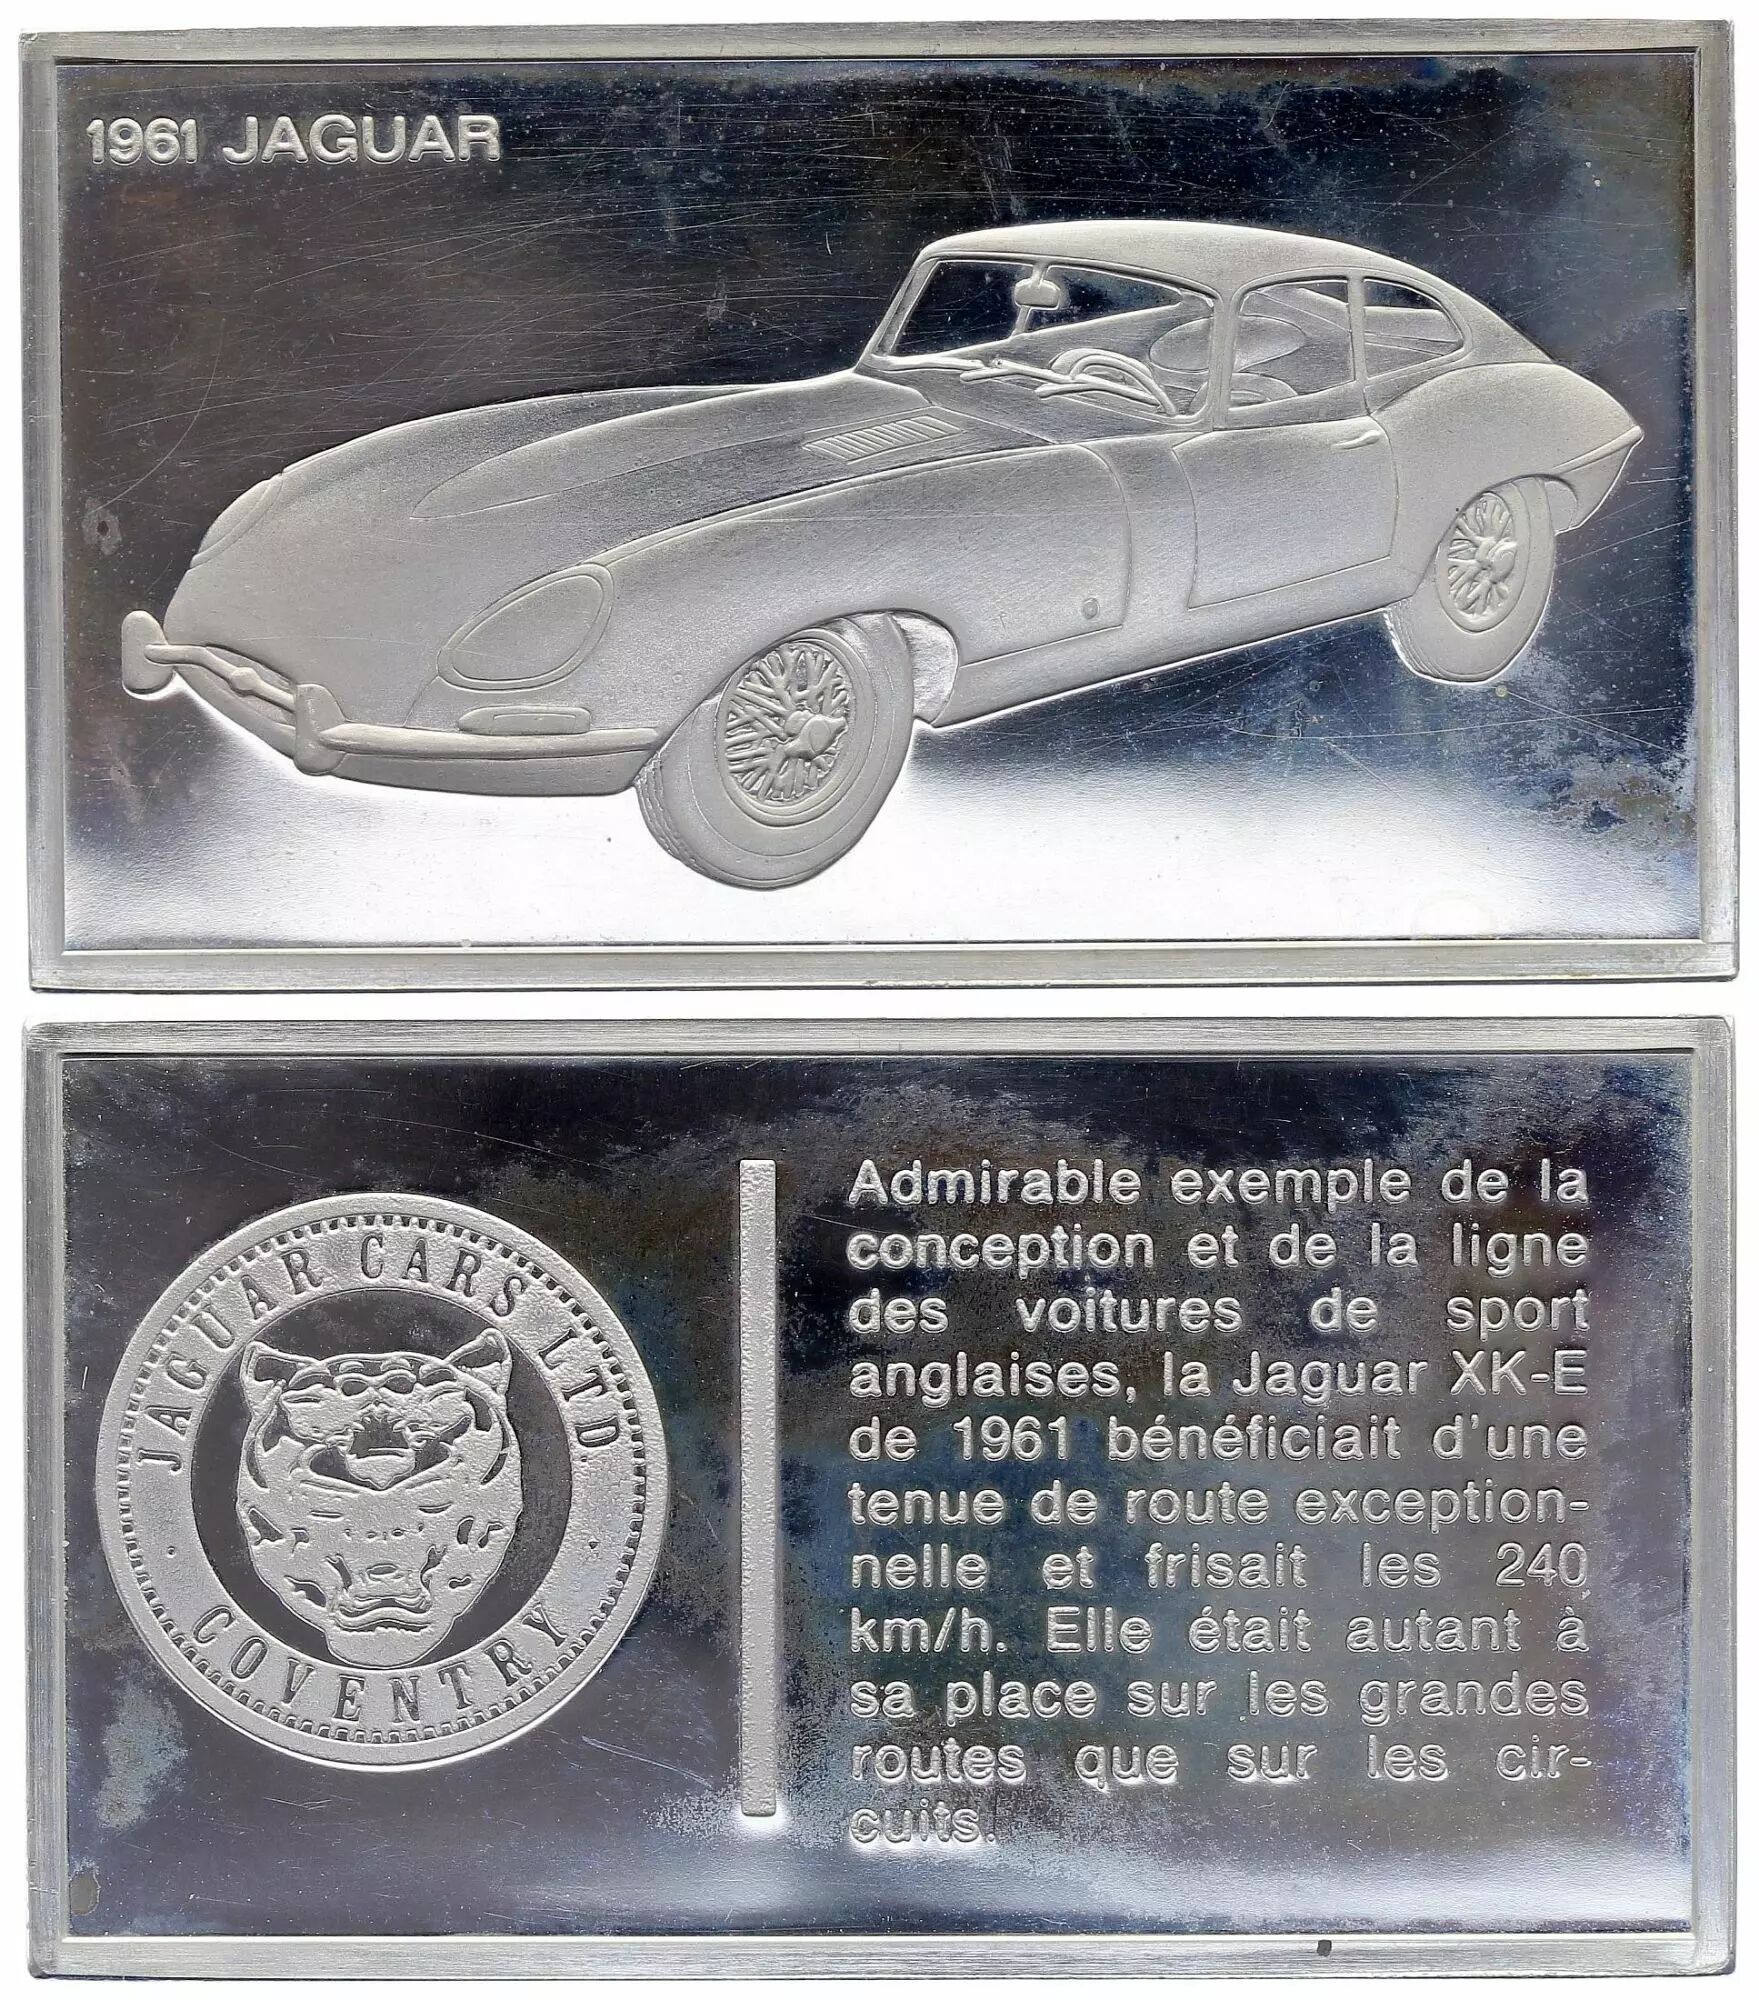 1961 JAGUAR
JAGUAR CARS LTD.
COVENTRY
Admirable exemple de la
conception et de la ligne
des voitures de sport
anglaises, la Jaguar XK-E
de 1961 bénéficiait d'une
tenue de route exception-
nelle et frisait les 240
km/h. Elle était autant à
sa place sur les grandes
routes que sur les cir-
cuits.